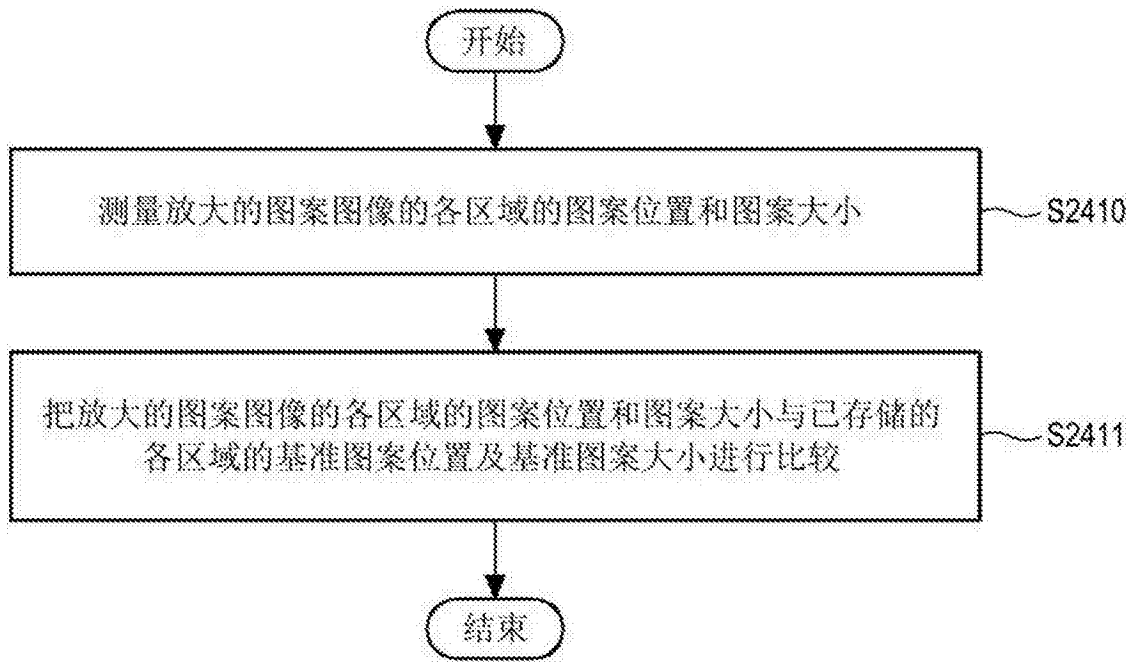 开始
测量放大的图案图像的各区域的图案位置和图案大小
S2410
把放大的图案图像的各区域的图案位置和图案大小与已存储的
各区域的基准图案位置及基准图案大小进行比较
S2411
结束